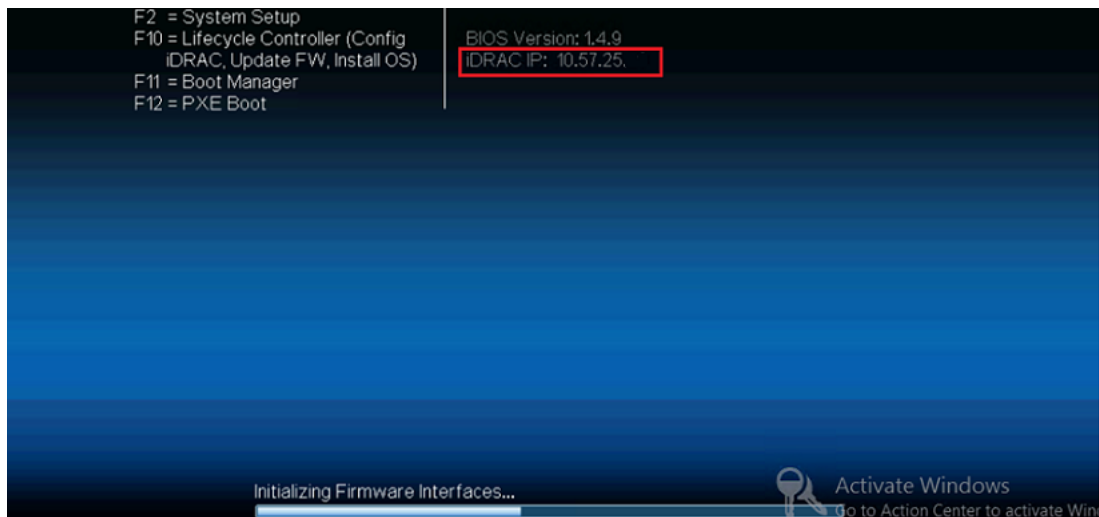 F2 = System Setup
F10 = Lifecycle Controller (Config
iDRAC, Update FW, Install OS)
F11 = Boot Manager
F12 = PXE Boot
BIOS Version: 1.4.9
iDRAC IP: 10.57.25.
Initializing Firmware Interfaces...
Activate Windows
Go to Action Center to activate Win